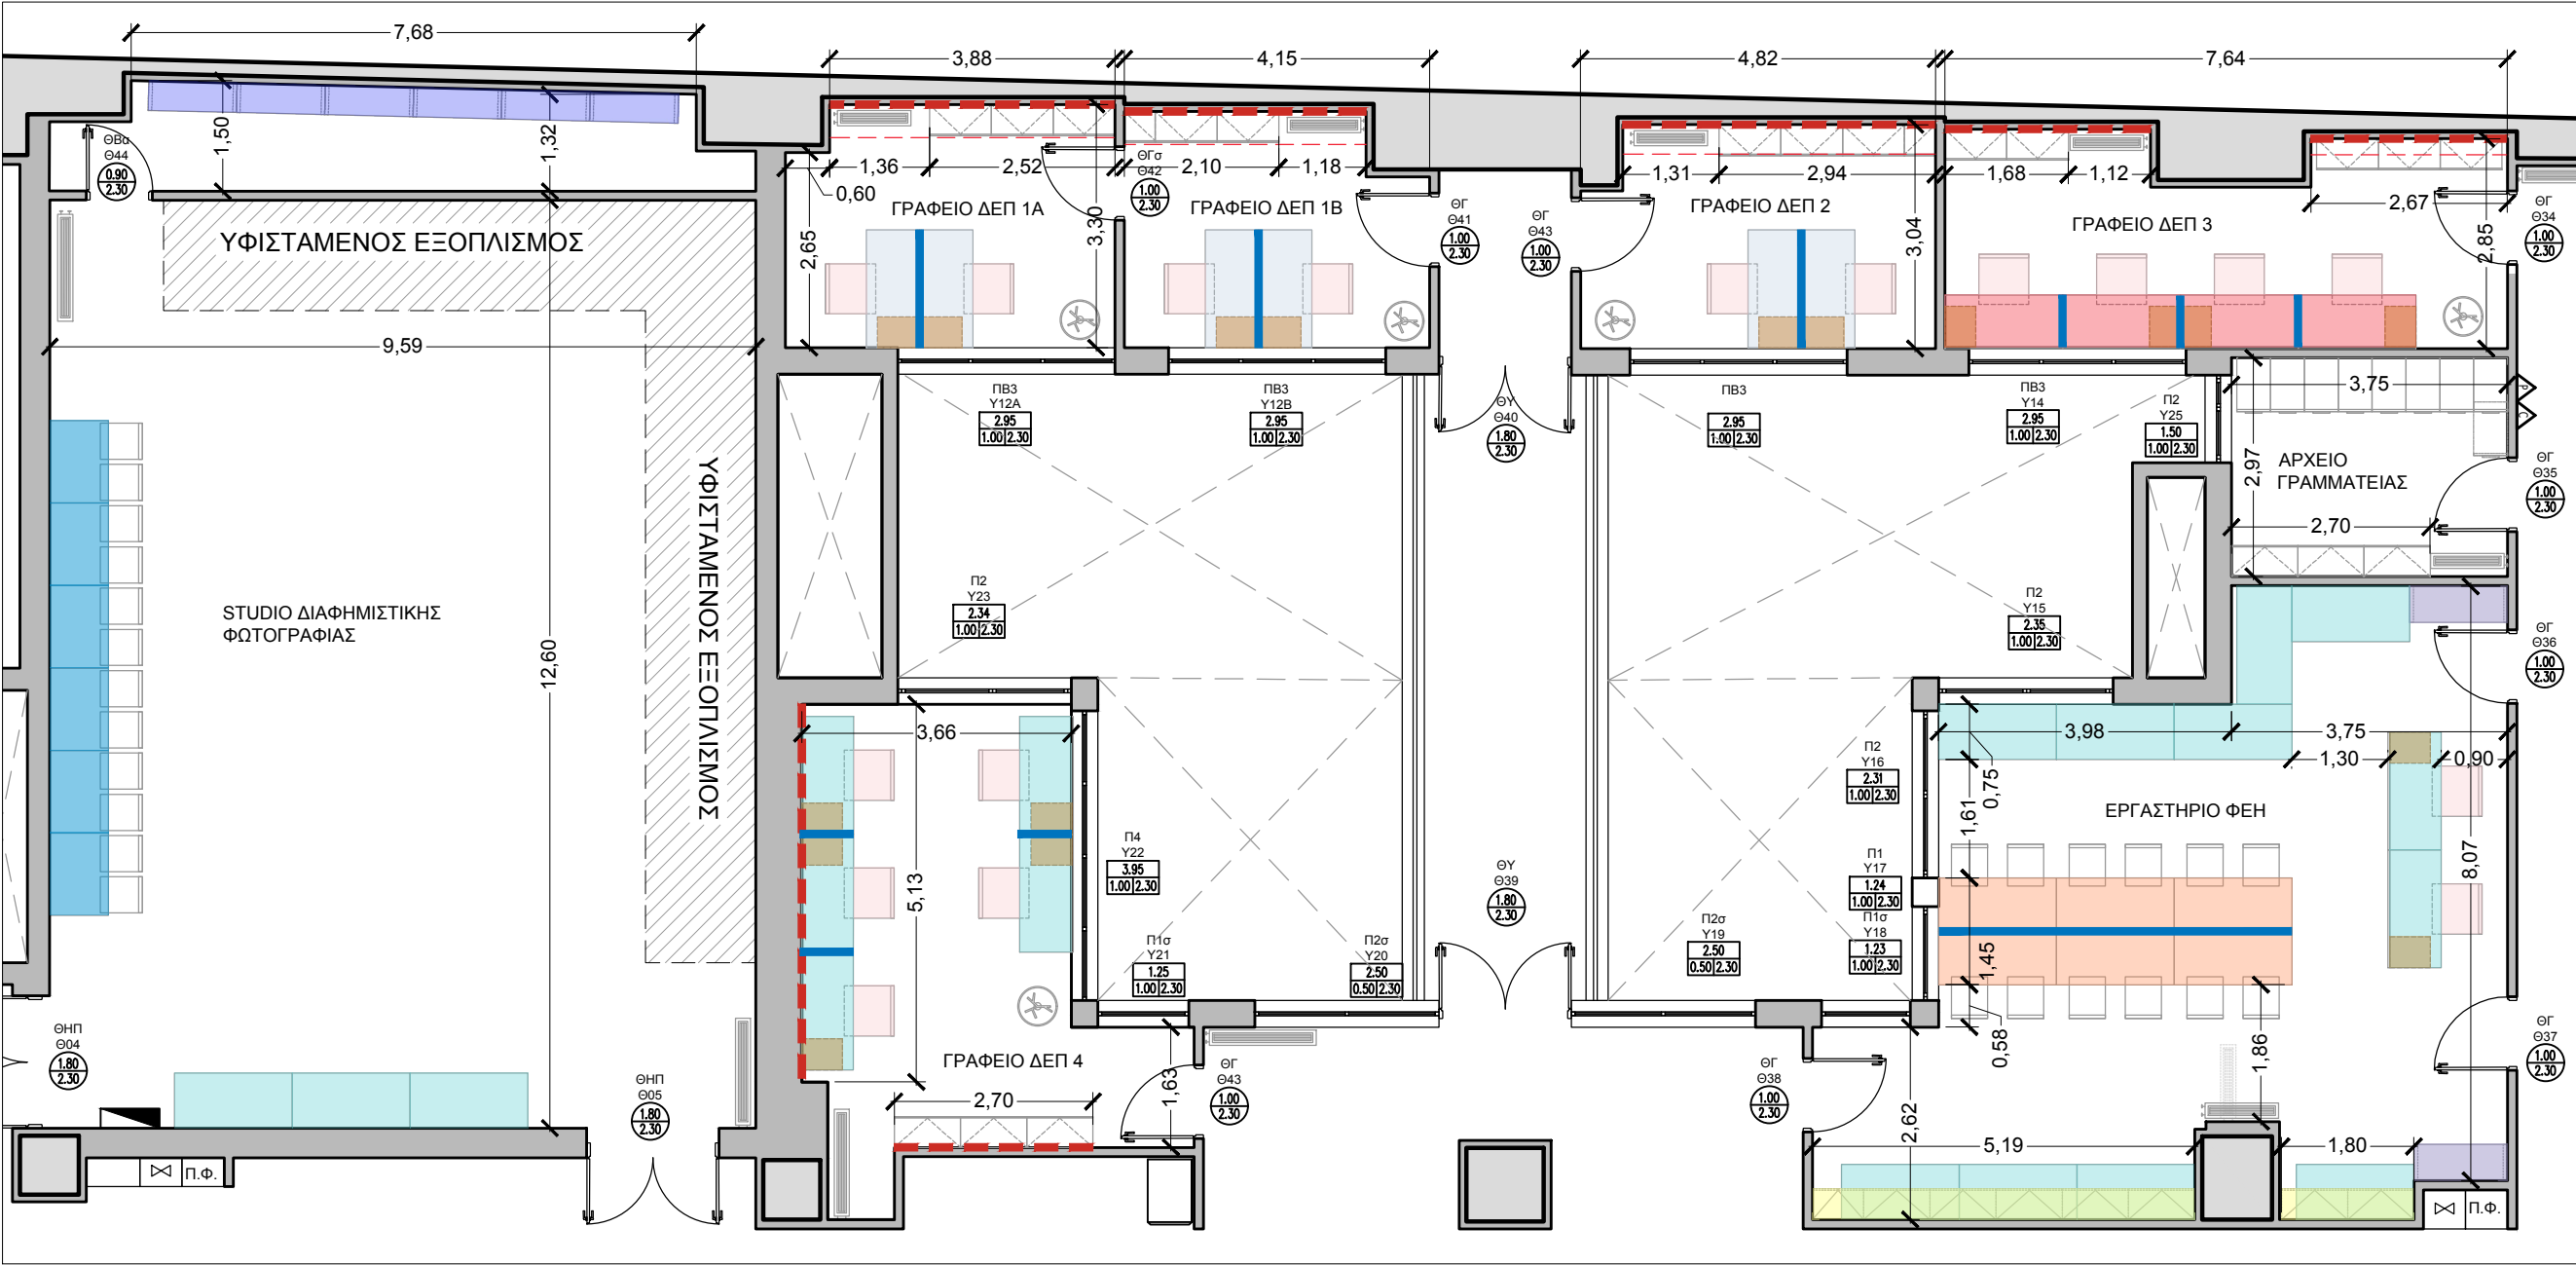 7,68
3,88
4,15
4,82
7,64
1,50
1,32
ΘΒα
Θ44
0.90
2.30
1,36
2,52
0,60
2,65
3,30
ΓΡΑΦΕΙΟ ΔΕΠ 1Α
ΘΓσ
Θ42
1.00
2.30
2,10
1,18
ΓΡΑΦΕΙΟ ΔΕΠ 1Β
ΘΓ
Θ41
1.00
2.30
ΘΓ
Θ43
1.00
2.30
1,31
2,94
ΓΡΑΦΕΙΟ ΔΕΠ 2
3,04
1,68
1,12
ΓΡΑΦΕΙΟ ΔΕΠ 3
2,67
2,85
ΘΓ
Θ34
1.00
2.30
ΥΦΙΣΤΑΜΕΝΟΣ ΕΞΟΠΛΙΣΜΟΣ
9,59
ΥΦΙΣΤΑΜΕΝΟΣ ΕΞΟΠΛΙΣΜΟΣ
12,60
STUDIO ΔΙΑΦΗΜΙΣΤΙΚΗΣ
ΦΩΤΟΓΡΑΦΙΑΣ
ΠΒ3
Υ12Α
2.95
1.00 2.30
ΠΒ3
Υ12Β
2.95
1.00 2.30
ΘΥ
Θ40
1.80
2.30
ΠΒ3
2.95
1.00 2.30
ΠΒ3
Υ14
2.95
1.00 2.30
Π2
Υ25
1.50
1.00 2.30
3,75
2,97
ΑΡΧΕΙΟ
ΓΡΑΜΜΑΤΕΙΑΣ
2,70
ΘΓ
Θ35
1.00
2.30
Π2
Υ23
2.34
1.00 2.30
Π2
Υ15
2.35
1.00 2.30
ΘΓ
Θ36
1.00
2.30
3,66
5,13
Π4
Υ22
3.95
1.00 2.30
Π1σ
Υ21
1.25
1.00 2.30
Π2σ
Υ20
2.50
0.50 2.30
ΘΥ
Θ39
1.80
2.30
Π2
Υ16
2.31
1.00 2.30
Π1
Υ17
1.24
1.00 2.30
Π1σ
Υ18
1.23
1.00 2.30
Π2σ
Υ19
2.50
0.50 2.30
3,98
3,75
1,30
0,90
0,75
1,61
ΕΡΓΑΣΤΗΡΙΟ ΦΕΗ
8,07
1,45
0,58
1,86
ΘΓ
Θ37
1.00
2.30
ΘΗΠ
Θ04
1.80
2.30
ΘΗΠ
Θ05
1.80
2.30
ΓΡΑΦΕΙΟ ΔΕΠ 4
2,70
1,63
ΘΓ
Θ43
1.00
2.30
ΘΓ
Θ38
1.00
2.30
2,62
5,19
1,80
Π.Φ.
Π.Φ.